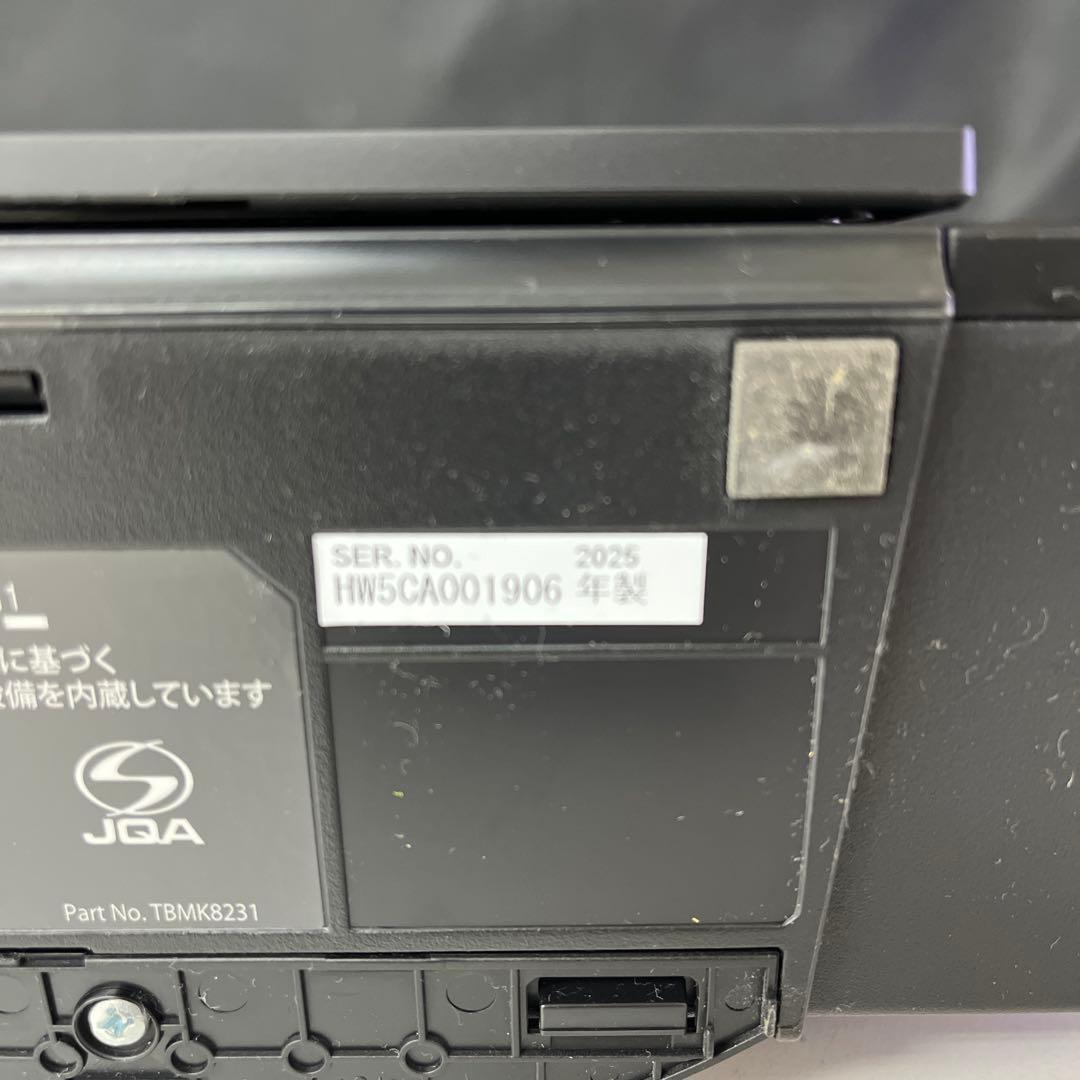 SER. NO. 2025
HW5CA001906 年製
1
に基づく
備を内蔵しています
JQA
Part No. TBMK8231